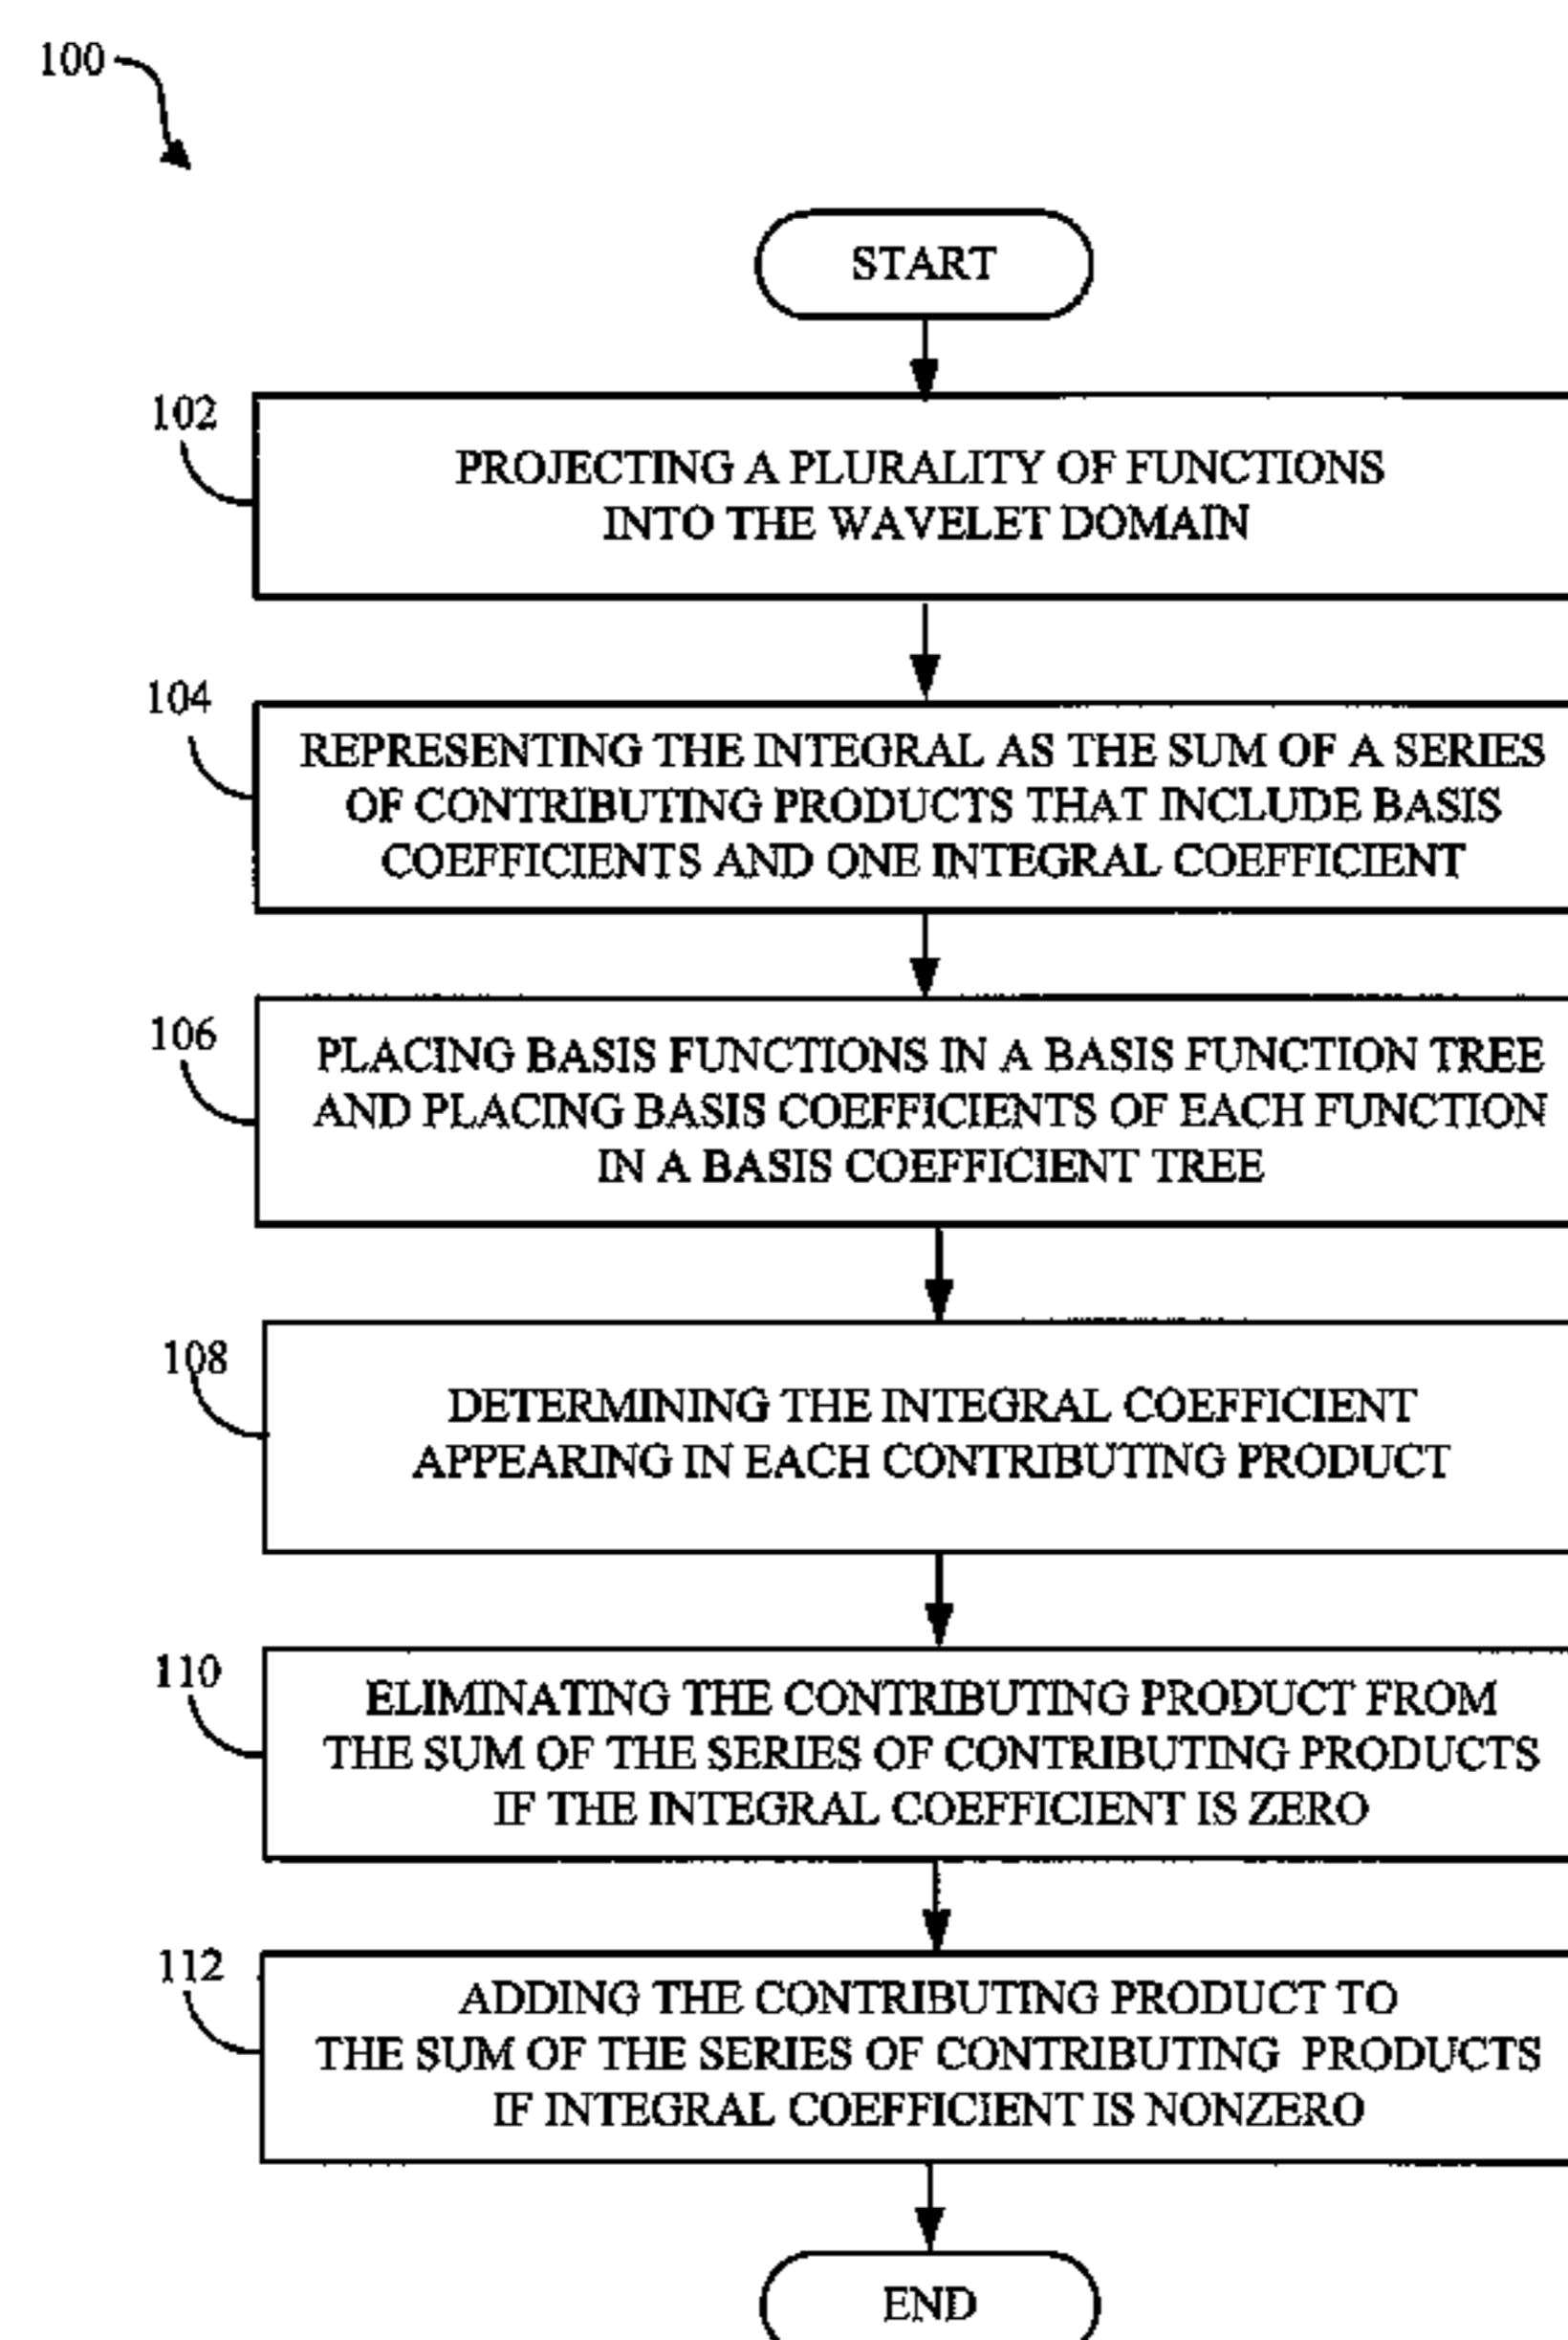 100
START
102
PROJECTING A PLURALITY OF FUNCTIONS
INTO THE WAVELET DOMAIN
104
REPRESENTING THE INTEGRAL AS THE SUM OF A SERIES
OF CONTRIBUTING PRODUCTS THAT INCLUDE BASIS
COEFFICIENTS AND ONE INTEGRAL COEFFICIENT
106
PLACING BASIS FUNCTIONS IN A BASIS FUNCTION TREE
AND PLACING BASIS COEFFICIENTS OF EACH FUNCTION
IN A BASIS COEFFICIENT TREE
108
DETERMINING THE INTEGRAL COEFFICIENT
APPEARING IN EACH CONTRIBUTING PRODUCT
110
ELIMINATING THE CONTRIBUTING PRODUCT FROM
THE SUM OF THE SERIES OF CONTRIBUTING PRODUCTS
IF THE INTEGRAL COEFFICIENT IS ZERO
112
ADDING THE CONTRIBUTING PRODUCT TO
THE SUM OF THE SERIES OF CONTRIBUTING PRODUCTS
IF INTEGRAL COEFFICIENT IS NONZERO
END